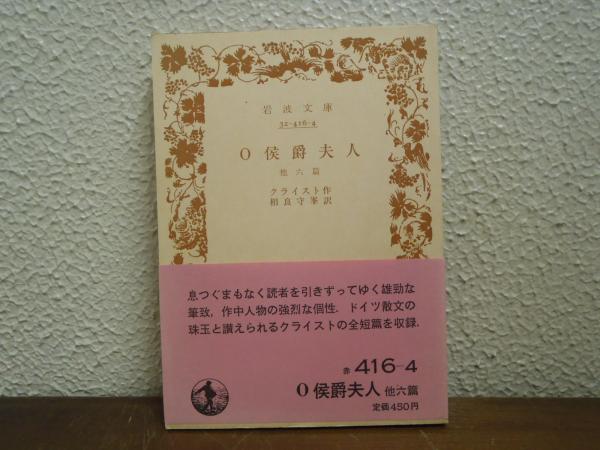 岩波文庫
32-416-4
O侯爵夫人
他六篇
クライスト作
相良守峯訳
息つぐまもなく読者を引きずってゆく雄勁な
筆致，作中人物の強烈な個性．ドイツ散文の
珠玉と讃えられるクライストの全短篇を収録．
赤 416-4
O侯爵夫人 他六篇
定価450円